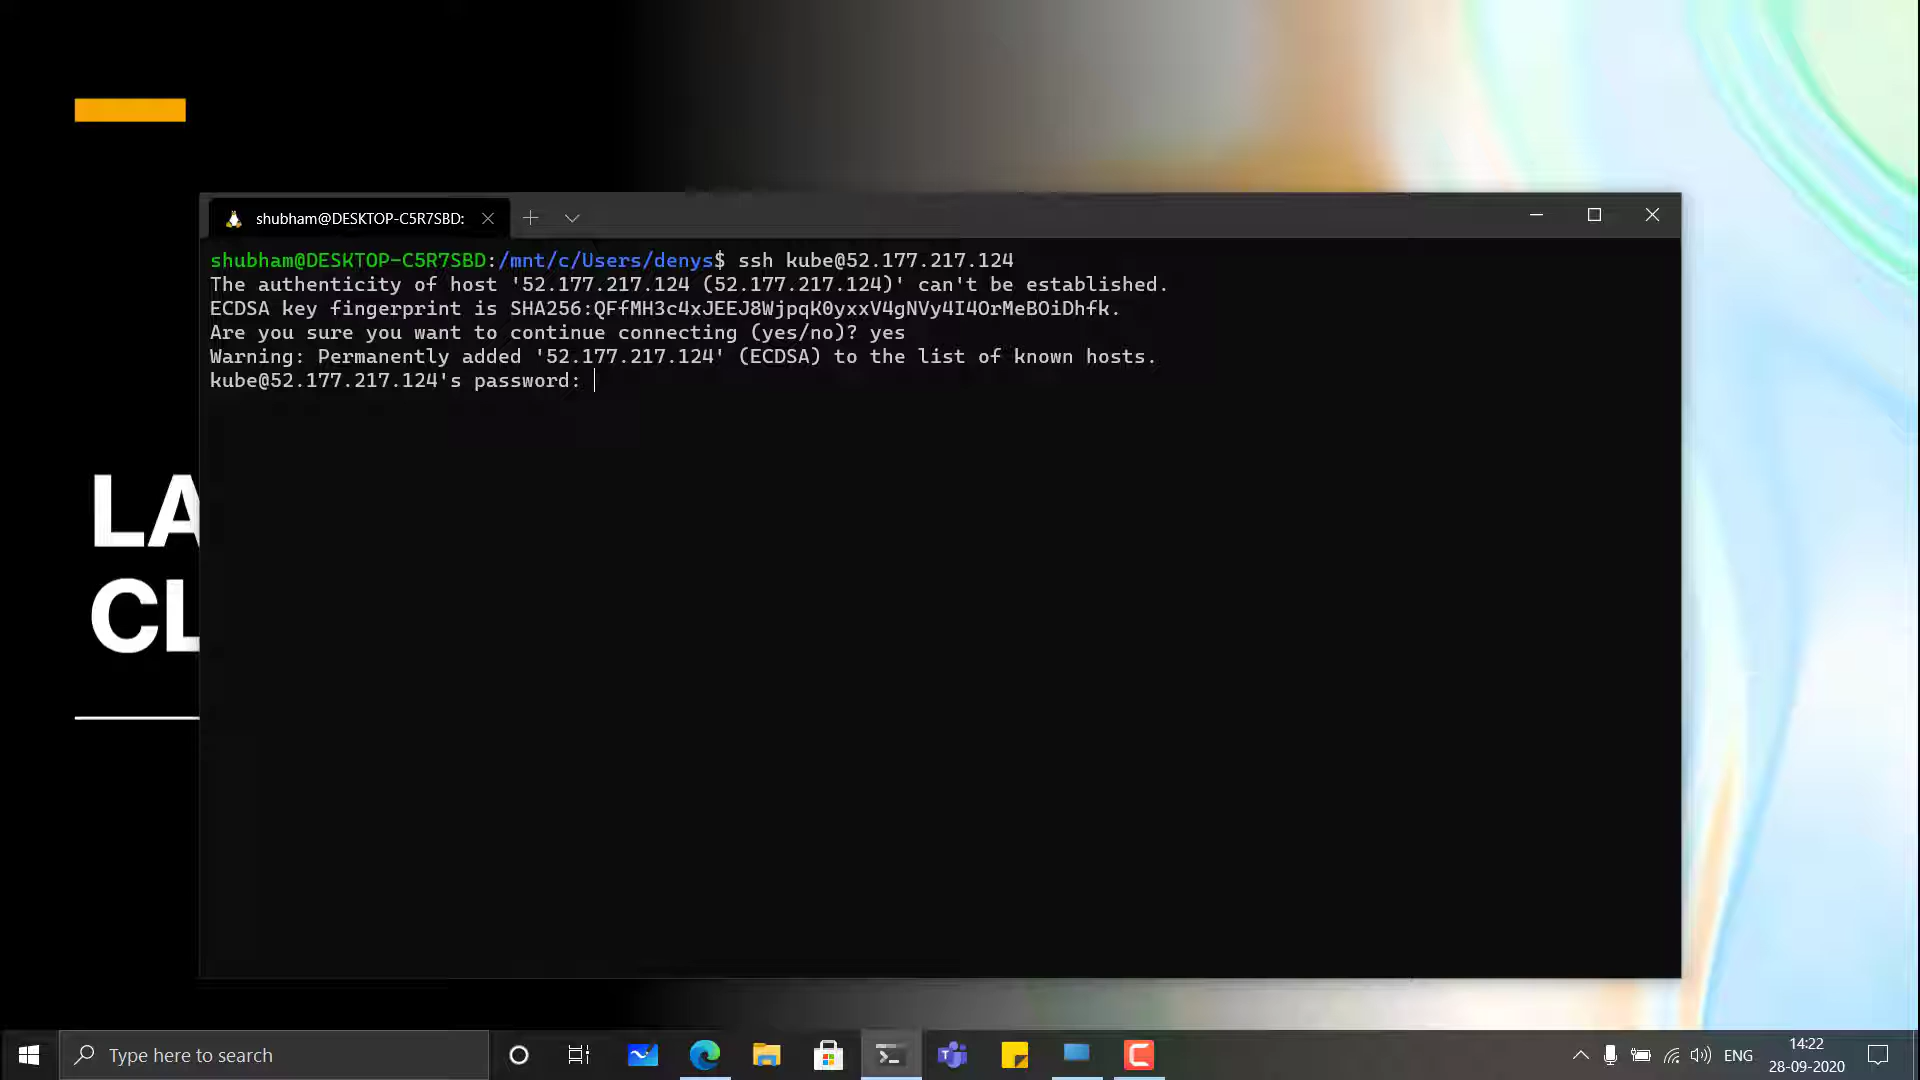 shubham@DESKTOP-C5R7SBD:
shubham@DESKTOP-C5R7SBD:/mnt/c/Users/denys$ ssh kube@52.177.217.124
The authenticity of host '52.177.217.124 (52.177.217.124)' can't be established.
ECDSA key fingerprint is SHA256:QFfMH3c4xJEEJ8WjpqK0yxxV4gNVy4I4OrMeBOiDhfk.
Are you sure you want to continue connecting (yes/no)? yes
Warning: Permanently added '52.177.217.124' (ECDSA) to the list of known hosts.
kube@52.177.217.124's password:
LA
CL
Type here to search
ENG
14:22
28-09-2020